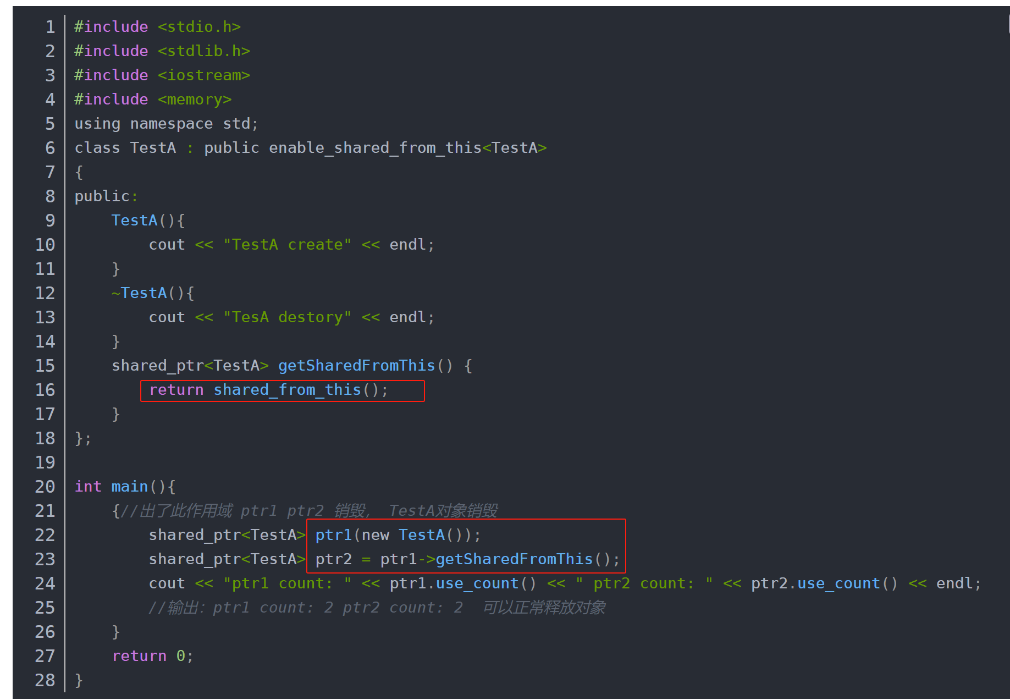 1 #include <stdio.h>
2 #include <stdlib.h>
3 #include <iostream>
4 #include <memory>
5 using namespace std;
6 class TestA : public enable_shared_from_this<TestA>
7 {
8 public:
9     TestA(){
10         cout << "TestA create" << endl;
11     }
12     ~TestA(){
13         cout << "TesA destory" << endl;
14     }
15     shared_ptr<TestA> getSharedFromThis() {
16         return shared_from_this();
17     }
18 };
19
20 int main(){
21     {//出了此作用域 ptr1 ptr2 销毁， TestA对象销毁
22         shared_ptr<TestA> ptr1(new TestA());
23         shared_ptr<TestA> ptr2 = ptr1->getSharedFromThis();
24         cout << "ptr1 count: " << ptr1.use_count() << " ptr2 count: " << ptr2.use_count() << endl;
25         //输出：ptr1 count: 2 ptr2 count: 2  可以正常释放对象
26     }
27     return 0;
28 }